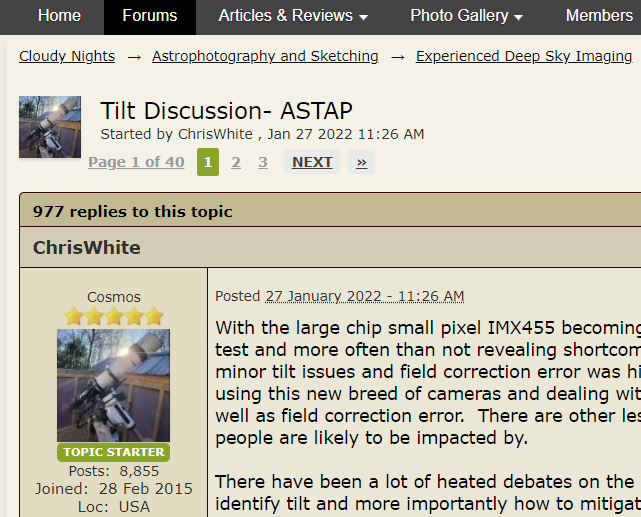 Home Forums Articles & Reviews Photo Gallery Members
Cloudy Nights → Astrophotography and Sketching → Experienced Deep Sky Imaging
Tilt Discussion- ASTAP
Started by ChrisWhite , Jan 27 2022 11:26 AM
Page 1 of 40 1 2 3 NEXT »
977 replies to this topic
ChrisWhite
Cosmos
TOPIC STARTER
Posts: 8,855
Joined: 28 Feb 2015
Loc: USA
Posted 27 January 2022 - 11:26 AM
With the large chip small pixel IMX455 becoming
test and more often than not revealing shortcom
minor tilt issues and field correction error was hi
using this new breed of cameras and dealing wit
well as field correction error. There are other les
people are likely to be impacted by.
There have been a lot of heated debates on the
identify tilt and more importantly how to mitigat